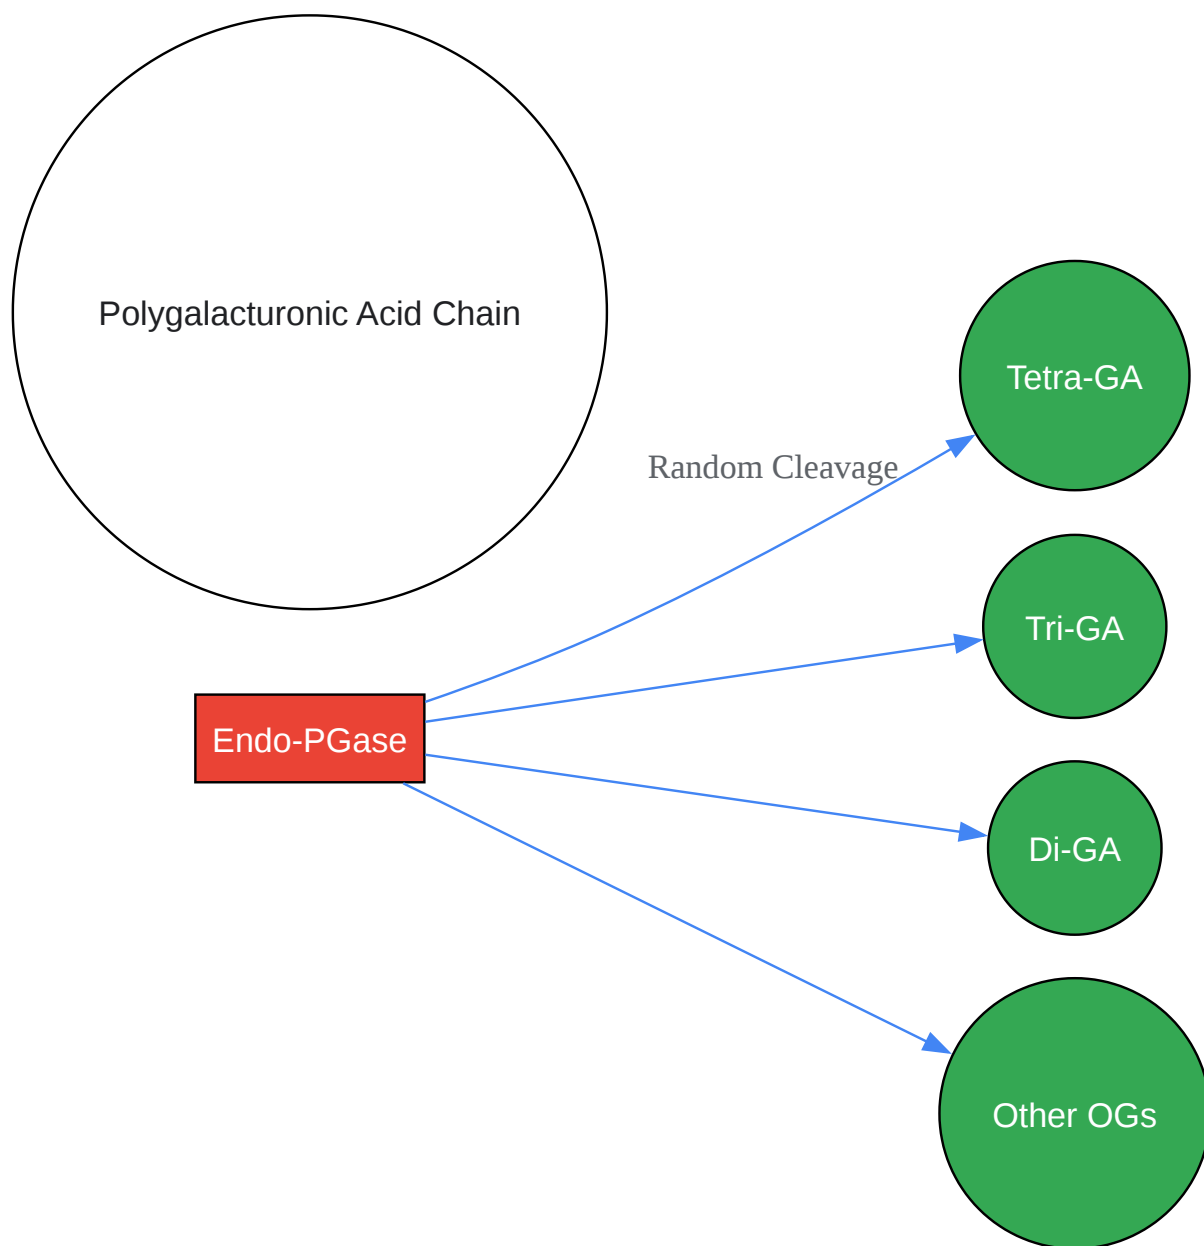 Polygalacturonic Acid Chain
Tetra-GA
Random Cleavage
Tri-GA
Endo-PGase
Di-GA
Other OGs